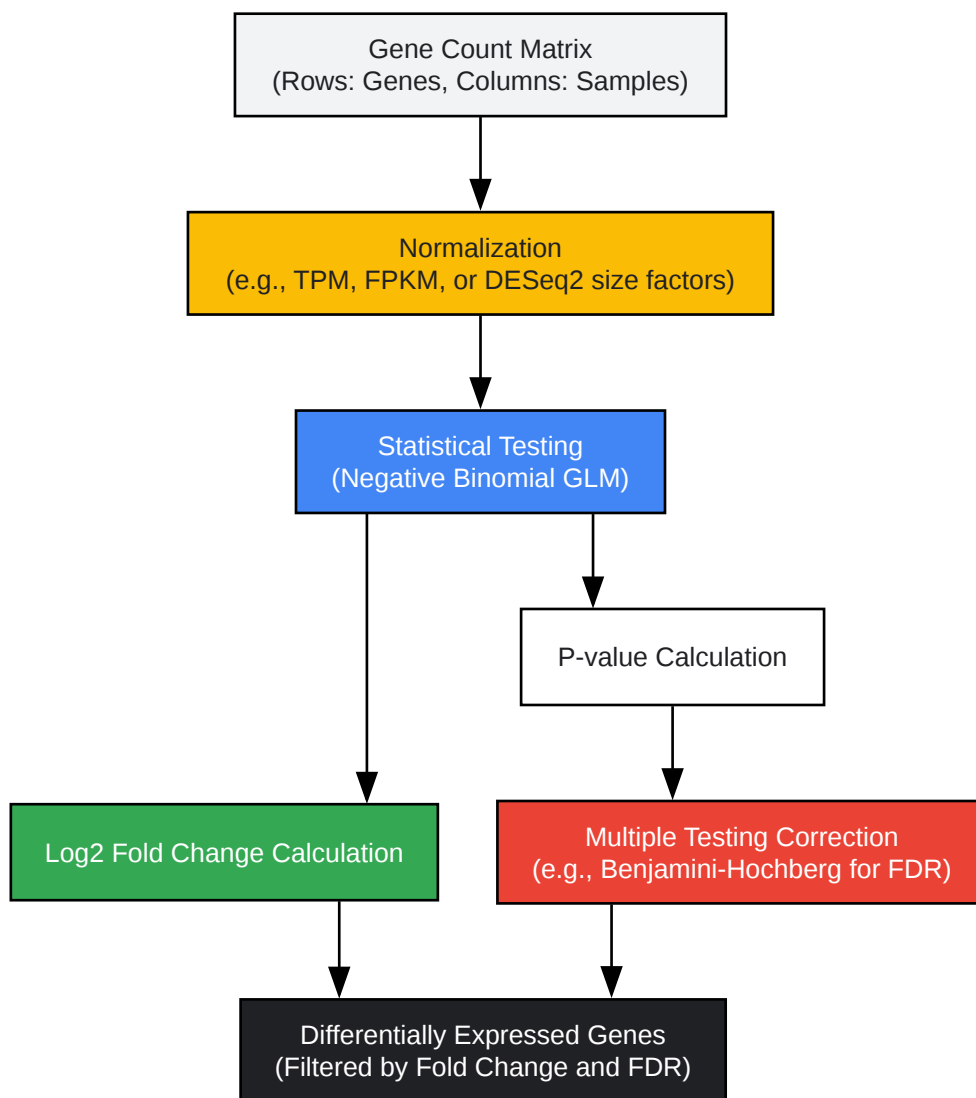 Gene Count Matrix
(Rows: Genes, Columns: Samples)
Normalization
(e.g., TPM, FPKM, or DESeq2 size factors)
Statistical Testing
(Negative Binomial GLM)
P-value Calculation
Log2 Fold Change Calculation
Multiple Testing Correction
(e.g., Benjamini-Hochberg for FDR)
Differentially Expressed Genes
(Filtered by Fold Change and FDR)